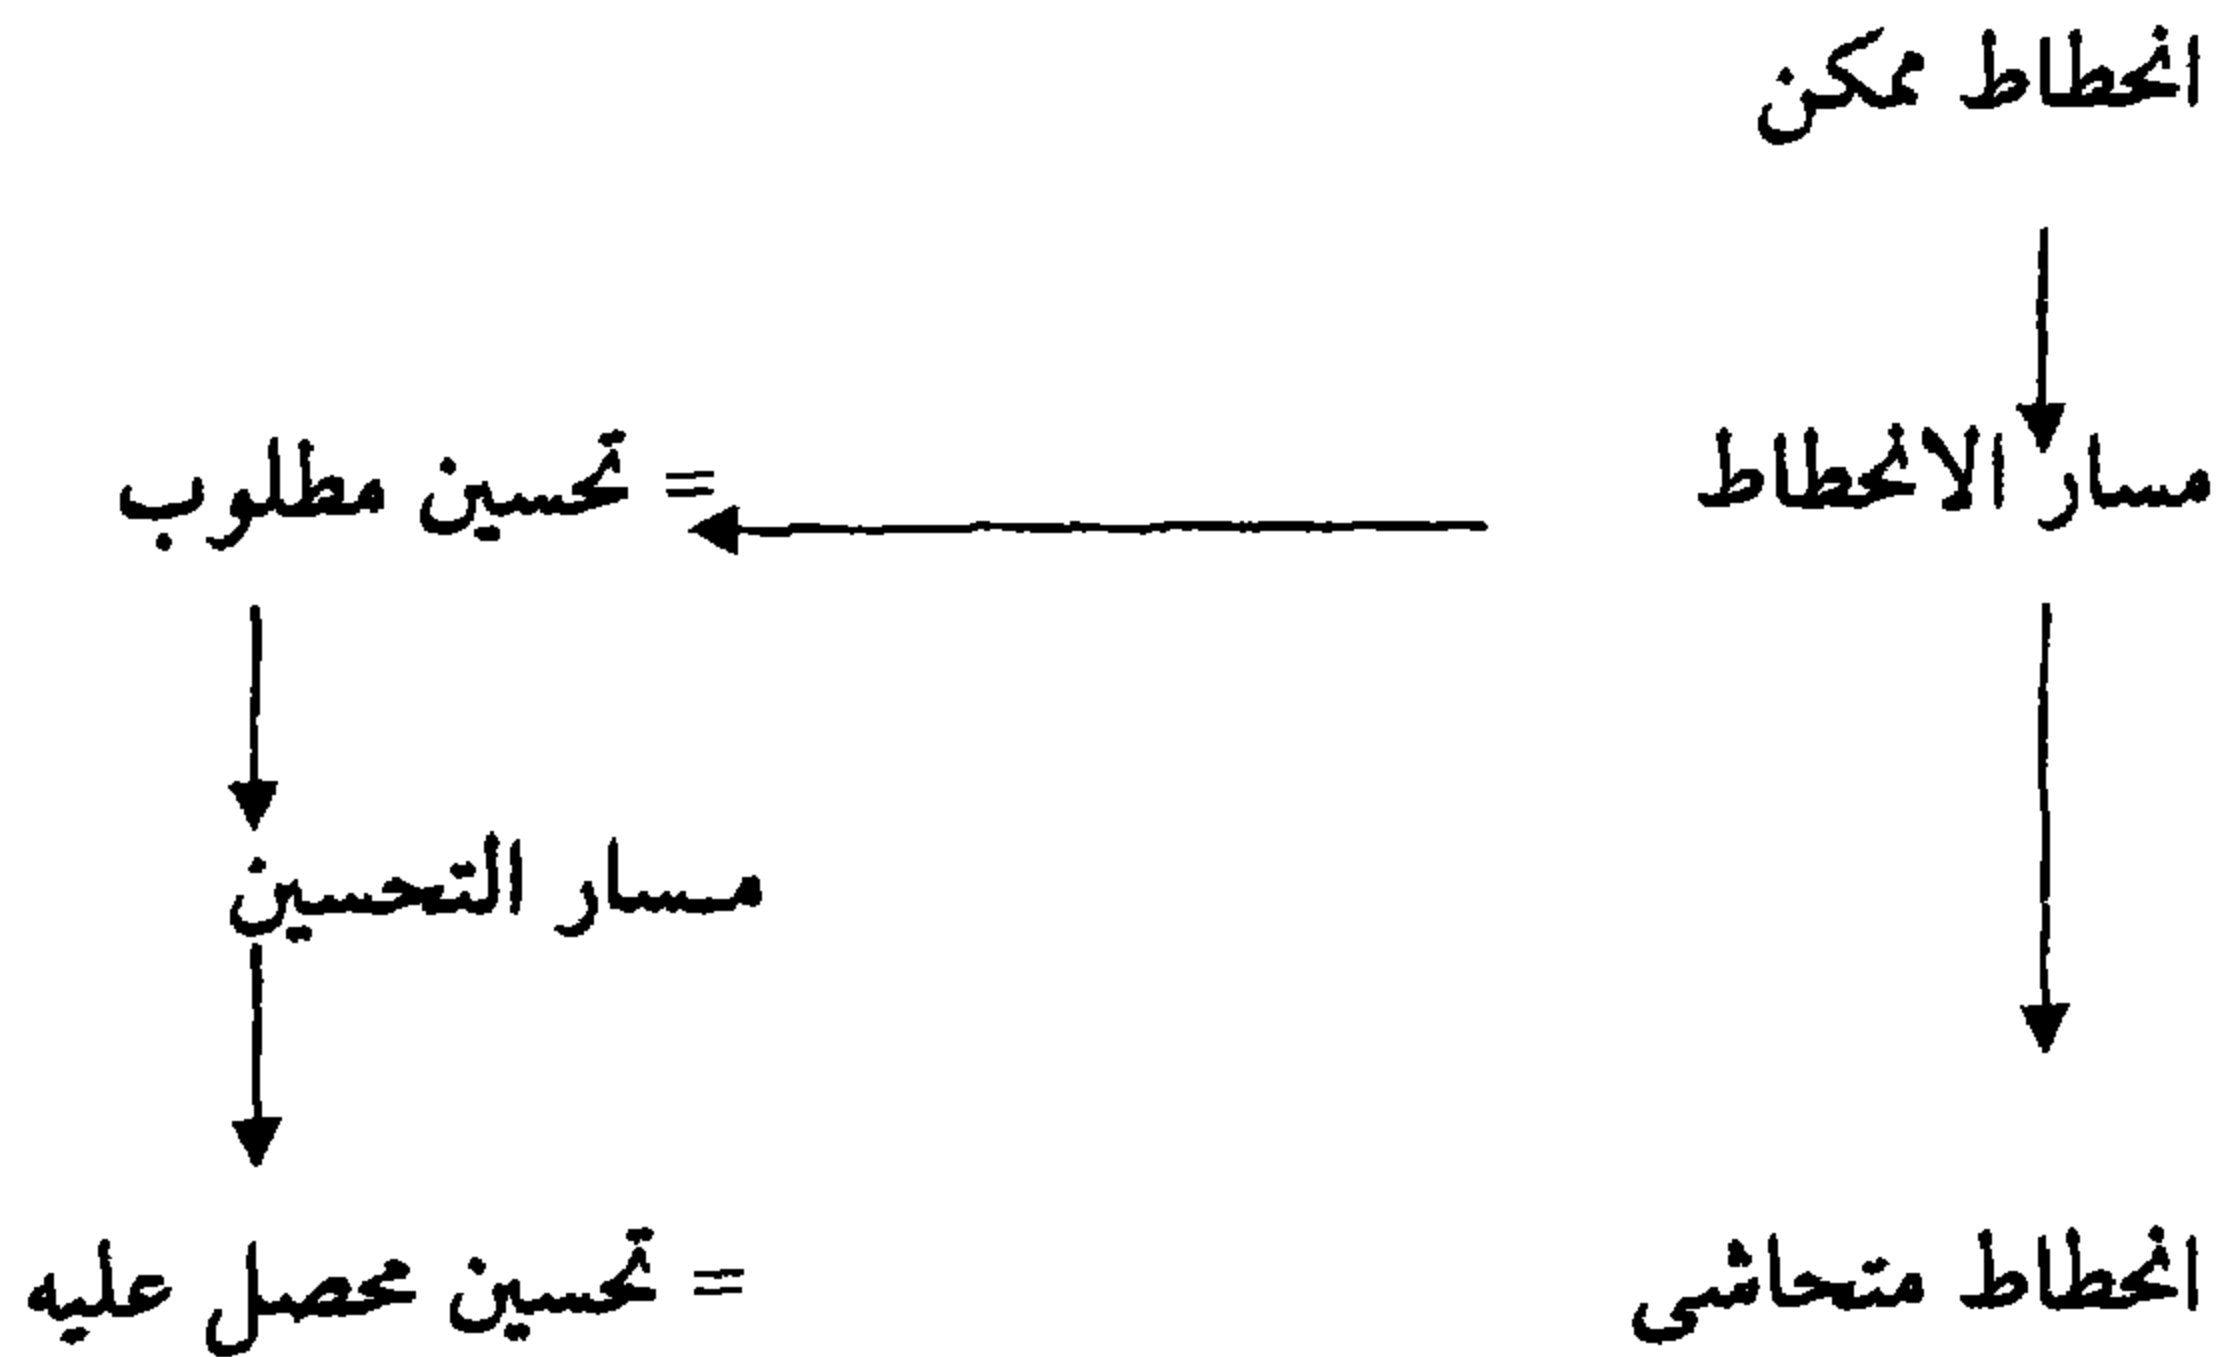 انحطاط ممكن
مسار الانحطاط = تحسين مطلوب
مسار التحسين
انحطاط متحاشى = تحسين محصل عليه